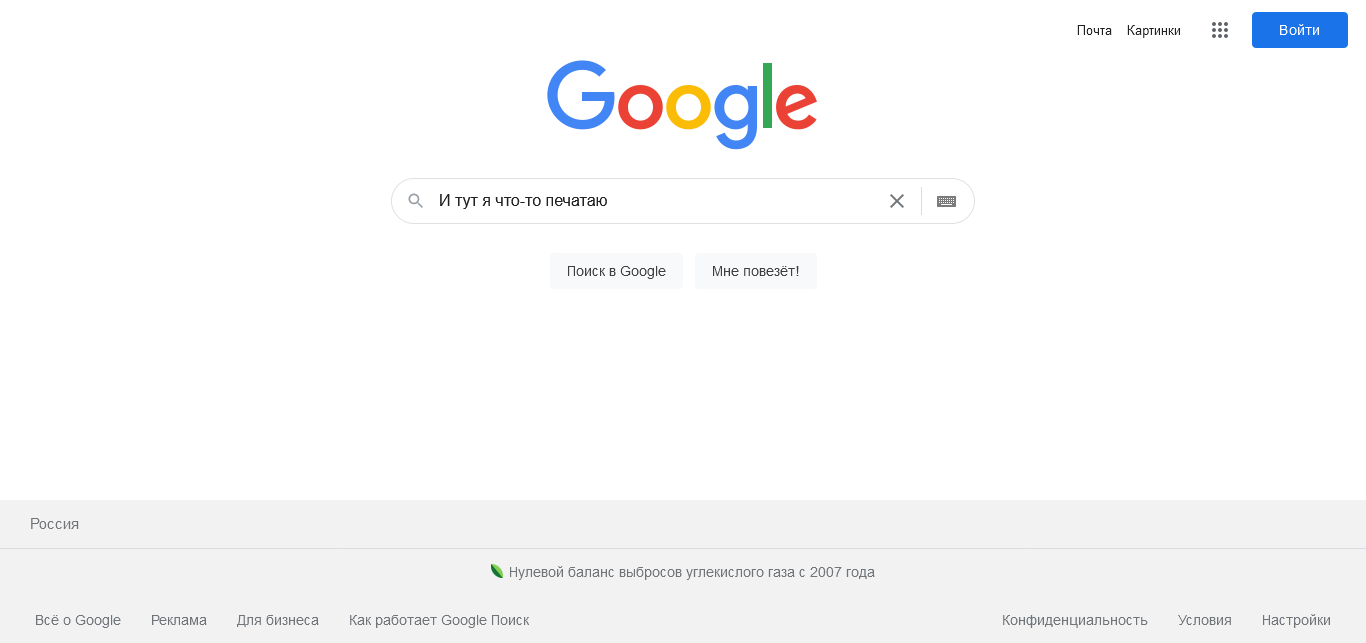 Почта Картинки Войти
Google
И тут я что-то печатаю
Поиск в Google Мне повезёт!
Россия
Нулевой баланс выбросов углекислого газа с 2007 года
Всё о Google Реклама Для бизнеса Как работает Google Поиск Конфиденциальность Условия Настройки